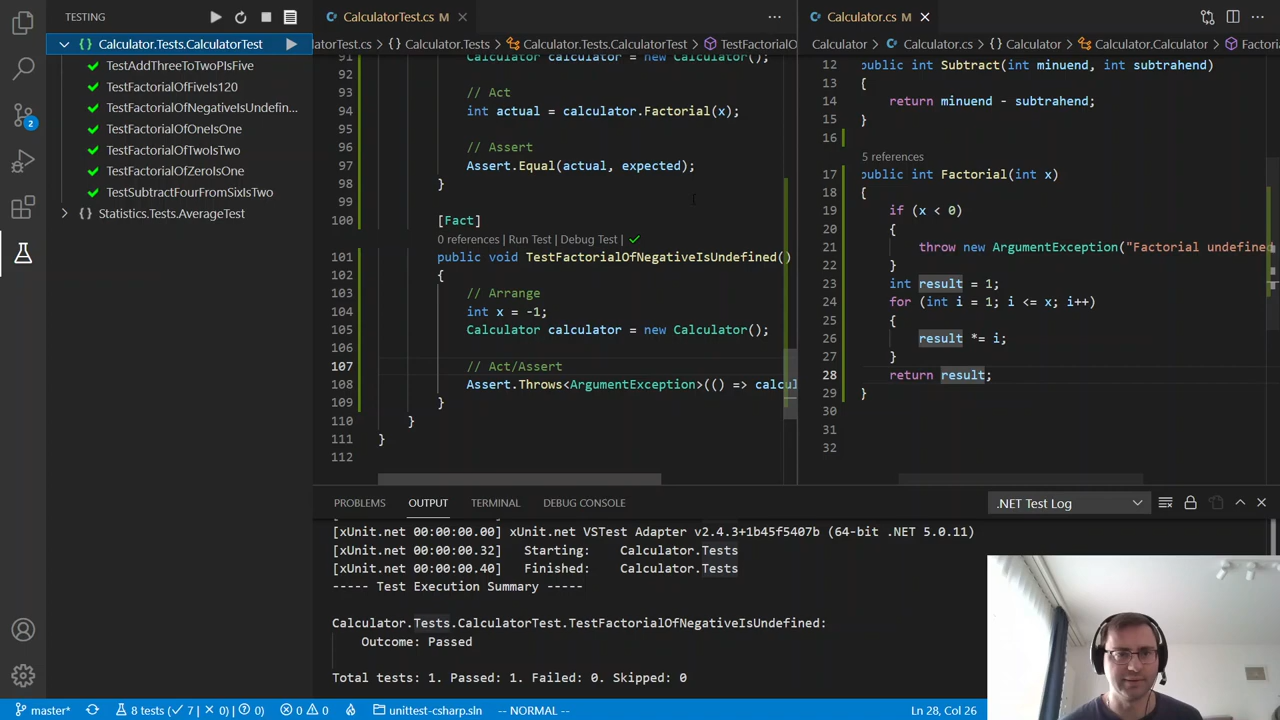 TESTING
Calculator.Tests.CalculatorTest
TestAddThreeToTwoPIsFive
TestFactorialOfFiveIs120
TestFactorialOfNegativeIsUndefin...
TestFactorialOfOneIsOne
TestFactorialOfTwoIsTwo
TestFactorialOfZeroIsOne
TestSubtractFourFromSixIsTwo
Statistics.Tests.AverageTest
2
CalculatorTest.cs M
latorTest.cs > {} Calculator.Tests > Calculator.Tests.CalculatorTest > TestFactorialO
91 Calculator calculator = new Calculator();
92
93 // Act
94 int actual = calculator.Factorial(x);
95
96 // Assert
97 Assert.Equal(actual, expected);
98 }
99
100 [Fact]
0 references | Run Test | Debug Test | ✓
101 public void TestFactorialOfNegativeIsUndefined()
102 {
103 // Arrange
104 int x = -1;
105 Calculator calculator = new Calculator();
106
107 // Act/Assert
108 Assert.Throws<ArgumentException>(() => calcul
109 }
110 }
111 }
112
Calculator.cs M
Calculator > Calculator.cs > {} Calculator > Calculator.Calculator > Factori
12 public int Subtract(int minuend, int subtrahend)
13 {
14 return minuend - subtrahend;
15 }
16
5 references
17 public int Factorial(int x)
18 {
19 if (x < 0)
20 {
21 throw new ArgumentException("Factorial undefined
22 }
23 int result = 1;
24 for (int i = 1; i <= x; i++)
25 {
26 result *= i;
27 }
28 return result;
29 }
30
31
32
PROBLEMS OUTPUT TERMINAL DEBUG CONSOLE
.NET Test Log
[xUnit.net 00:00:00.00] xUnit.net VSTest Adapter v2.4.3+1b45f5407b (64-bit .NET 5.0.11)
[xUnit.net 00:00:00.32] Starting: Calculator.Tests
[xUnit.net 00:00:00.40] Finished: Calculator.Tests
----- Test Execution Summary -----
Calculator.Tests.CalculatorTest.TestFactorialOfNegativeIsUndefined:
Outcome: Passed
Total tests: 1. Passed: 1. Failed: 0. Skipped: 0
master* 8 tests (✓ 7 | × 0) | ? 0) 0 0 unittest-csharp.sln -- NORMAL -- Ln 28, Col 26